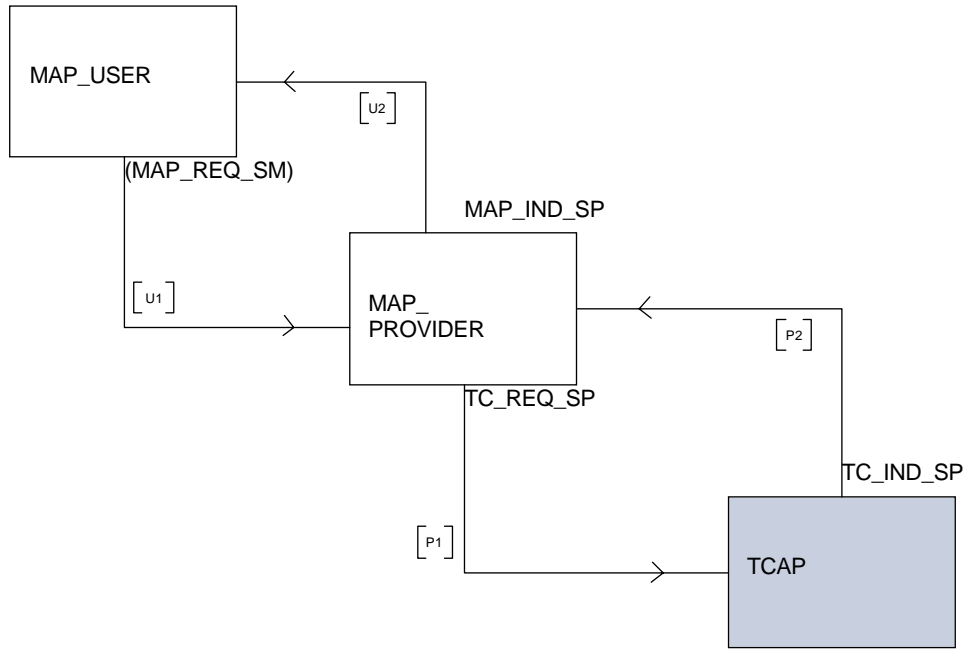 MAP_USER
[U2]
(MAP_REQ_SM)
MAP_IND_SP
[U1]
MAP_
PROVIDER
[P2]
TC_REQ_SP
TC_IND_SP
[P1]
TCAP